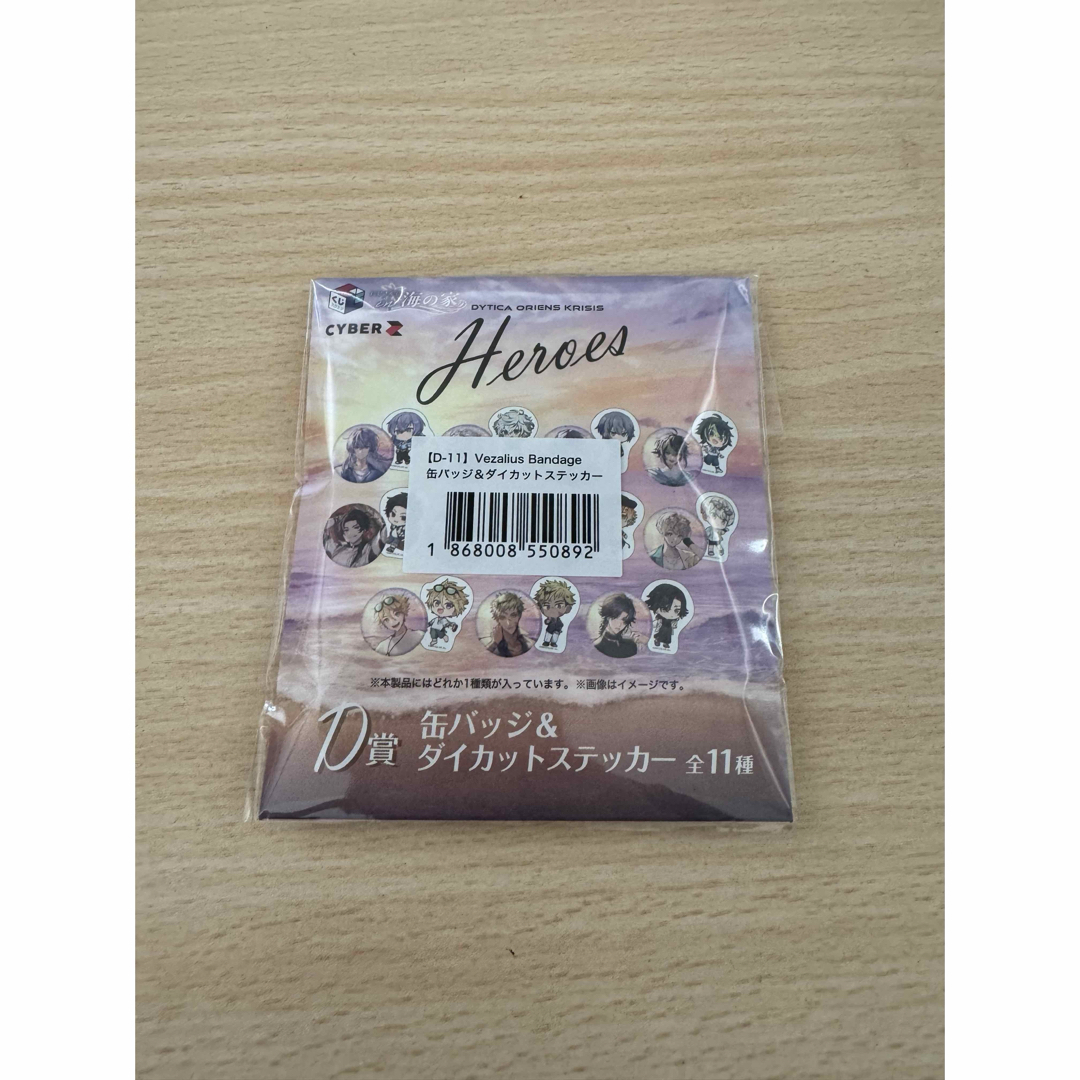 くじ
海の家
CYBER Z
DYTICA ORIENS KRISIS
Heroes
【D-11】Vezalius Bandage
缶バッジ&ダイカットステッカー
1 868008 550892
※本製品にはどれか1種類が入っています。※画像はイメージです。
D賞
缶バッジ&
ダイカットステッカー 全11種